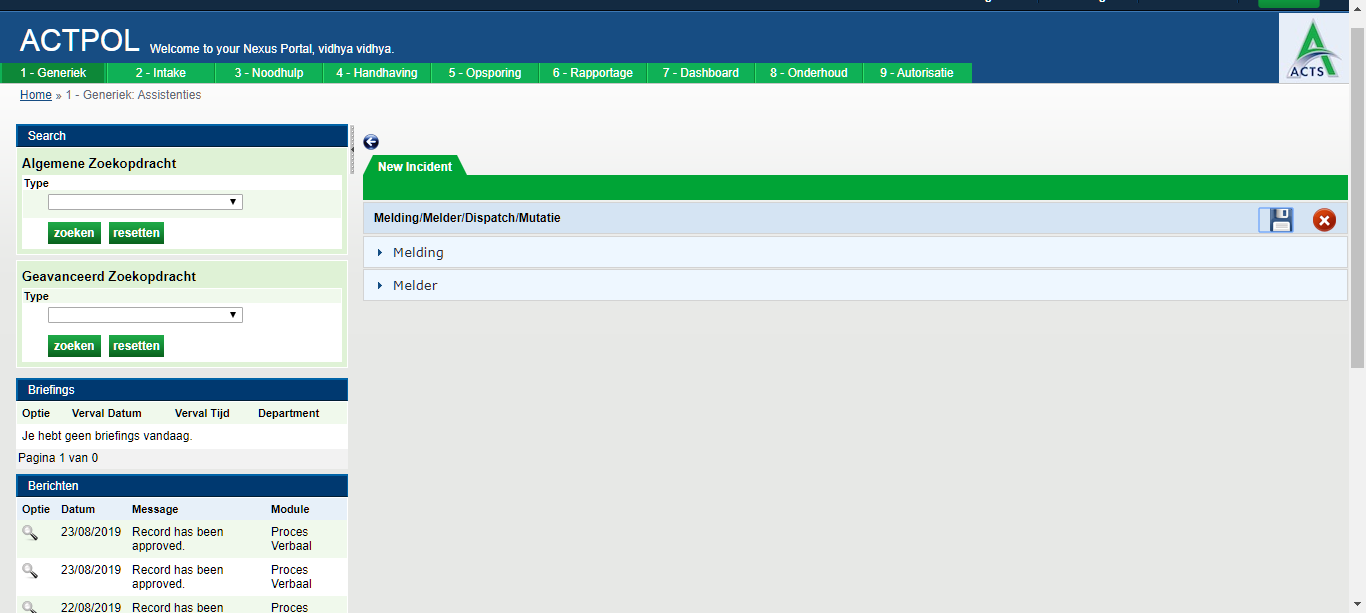 ACTPOL Welcome to your Nexus Portal, vidhya vidhya.
ACTS
1 - Generiek 2 - Intake 3 - Noodhulp 4 - Handhaving 5 - Opsporing 6 - Rapportage 7 - Dashboard 8 - Onderhoud 9 - Autorisatie
Home » 1 - Generiek: Assistenties
Search
Algemene Zoekopdracht
Type
zoeken resetten
Geavanceerd Zoekopdracht
Type
zoeken resetten
Briefings
Optie Verval Datum Verval Tijd Department
Je hebt geen briefings vandaag.
Pagina 1 van 0
Berichten
Optie Datum Message Module
23/08/2019 Record has been Proces
approved. Verbaal
23/08/2019 Record has been Proces
approved. Verbaal
22/08/2019 Record has been Proces
New Incident
Melding/Melder/Dispatch/Mutatie
Melding
Melder